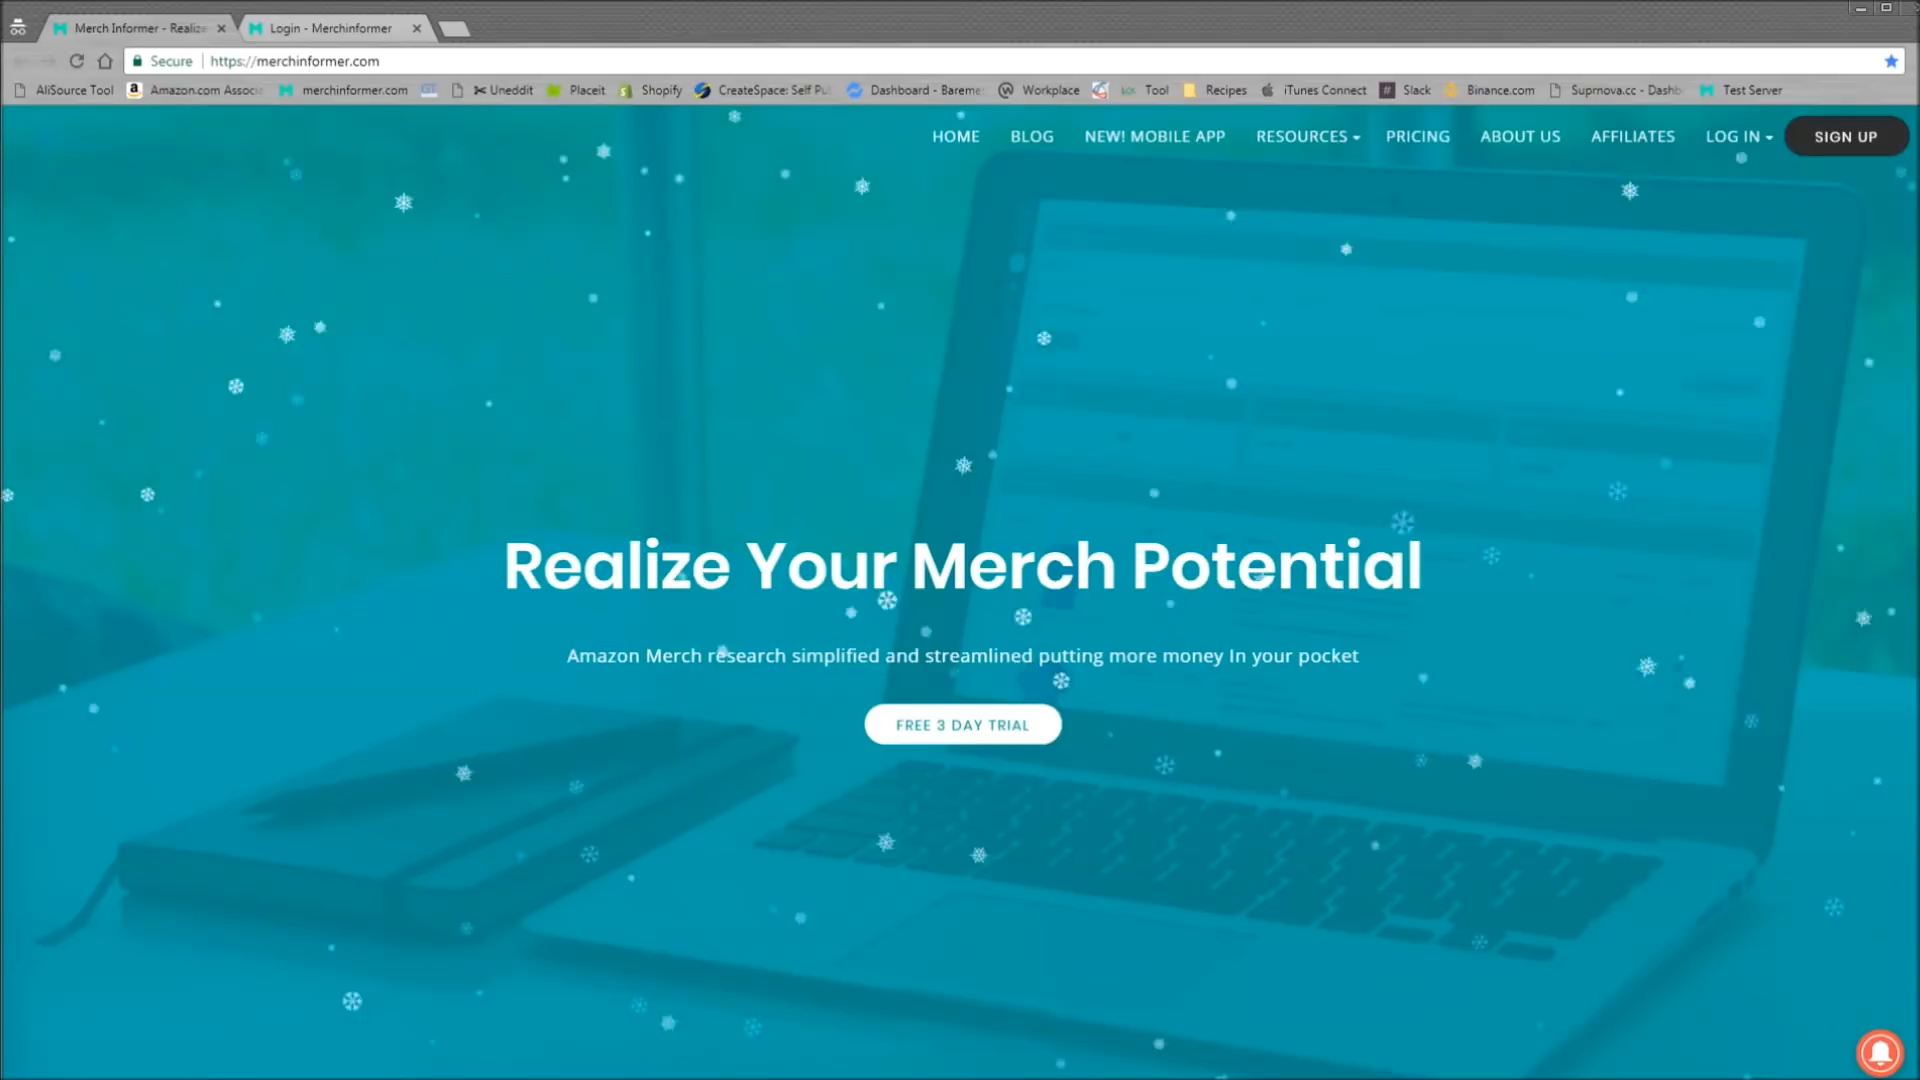 Merch Informer - Realize
Login - Merchinformer
Secure
https://merchinformer.com
AliSource Tool
Amazon.com Associ
merchinformer.com
Uneddit
Placeit
Shopify
CreateSpace: Self Pu
Dashboard - Bareme
Workplace
Tool
Recipes
iTunes Connect
Slack
Binance.com
Suprnova.cc - Dashb
Test Server
HOME
BLOG
NEW! MOBILE APP
RESOURCES
PRICING
ABOUT US
AFFILIATES
LOG IN
SIGN UP
Realize Your Merch Potential
Amazon Merch research simplified and streamlined putting more money In your pocket
FREE 3 DAY TRIAL